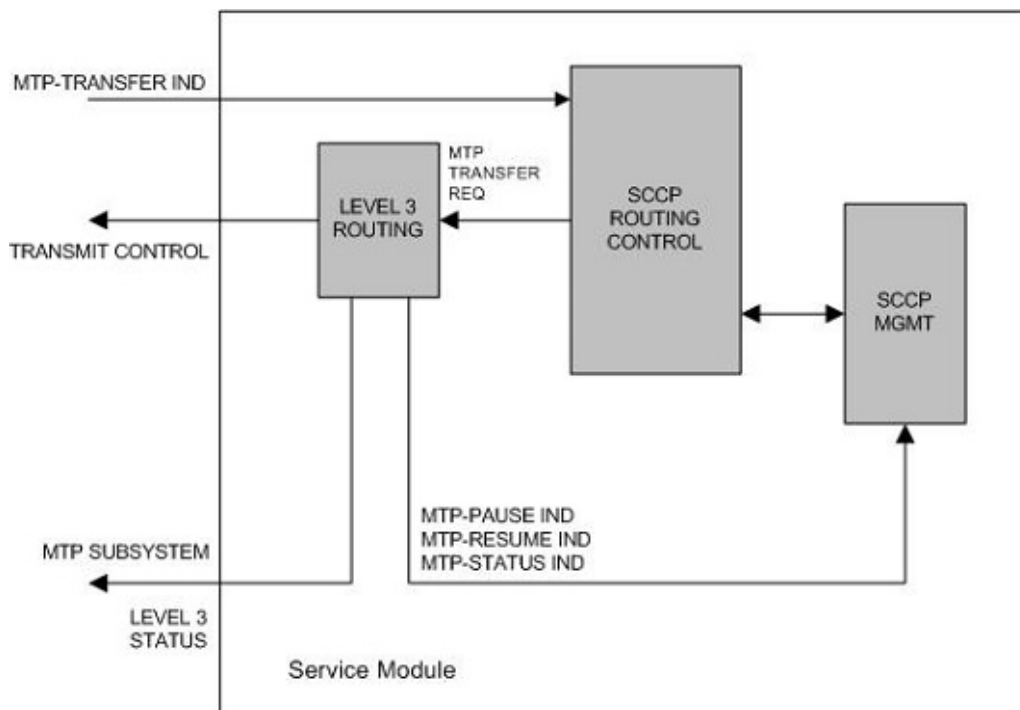 MTP-TRANSFER IND
MTP
TRANSFER
REQ
LEVEL 3
ROUTING
SCCP
ROUTING
CONTROL
TRANSMIT CONTROL
SCCP
MGMT
MTP-PAUSE IND
MTP-RESUME IND
MTP-STATUS IND
MTP SUBSYSTEM
LEVEL 3
STATUS
Service Module